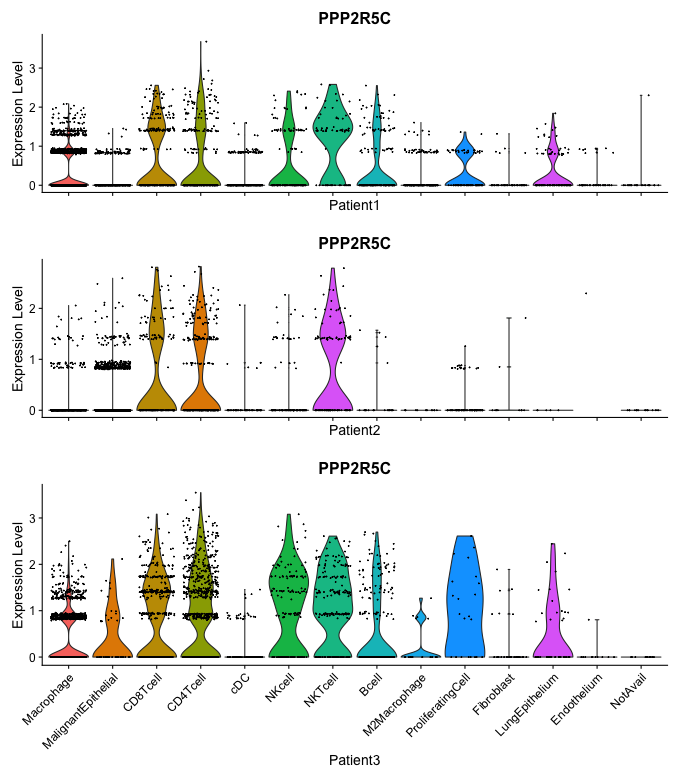 PPP2R5C
Expression Level
3
2
1
0
Patient1
PPP2R5C
Expression Level
2
1
0
Patient2
PPP2R5C
Expression Level
3
2
1
0
Macrophage
MalignantEpithelial
CD8Tcell
CD4Tcell
cDC
NKcell
NKTcell
Bcell
M2Macrophage
ProliferatingCell
Fibroblast
LungEpithelium
Endothelium
NotAvail
Patient3